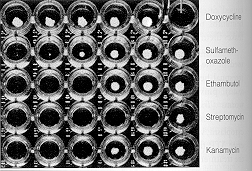 Doxycycline
Sulfameth-
oxazole
Ethambutol
Streptomycin
Kanamycin